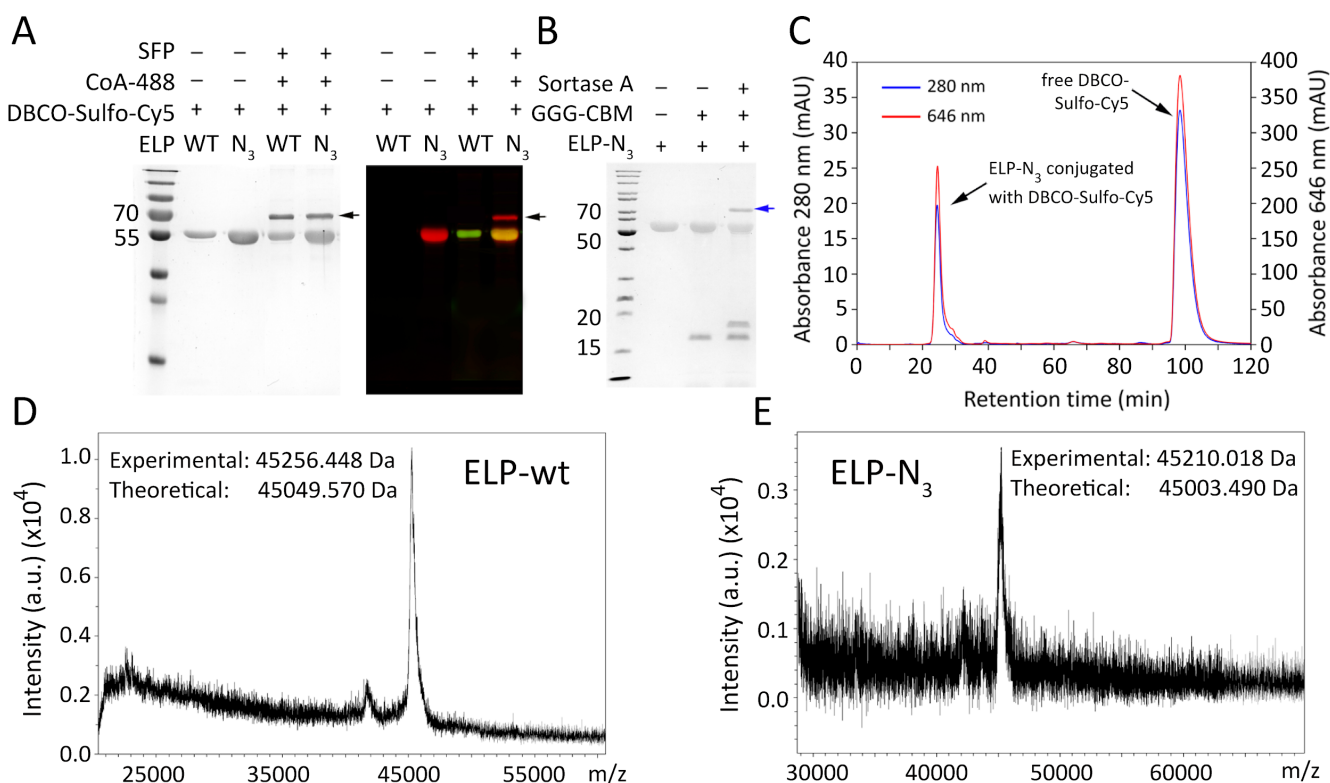 A
SFP – – + + – – + +
CoA-488 – – + + – – + +
DBCO-Sulfo-Cy5 + + + + + + + +
ELP WT N3 WT N3 WT N3 WT N3
70
55
B
Sortase A – – +
GGG-CBM – + +
ELP-N3 + + +
70
50
20
15
C
Absorbance 280 nm (mAU)
40
35
30
25
20
15
10
5
0
280 nm
646 nm
free DBCO-
Sulfo-Cy5
ELP-N3 conjugated
with DBCO-Sulfo-Cy5
400
350
300
250
200
150
100
50
0
Absorbance 646 nm (mAU)
0 20 40 60 80 100 120
Retention time (min)
D
Experimental: 45256.448 Da
Theoretical: 45049.570 Da
ELP-wt
Intensity (a.u.) (x104)
1.0
0.8
0.6
0.4
0.2
0.0
25000 35000 45000 55000 m/z
E
ELP-N3
Experimental: 45210.018 Da
Theoretical: 45003.490 Da
Intensity (a.u.) (x104)
0.3
0.2
0.1
0.0
30000 40000 50000 60000 m/z